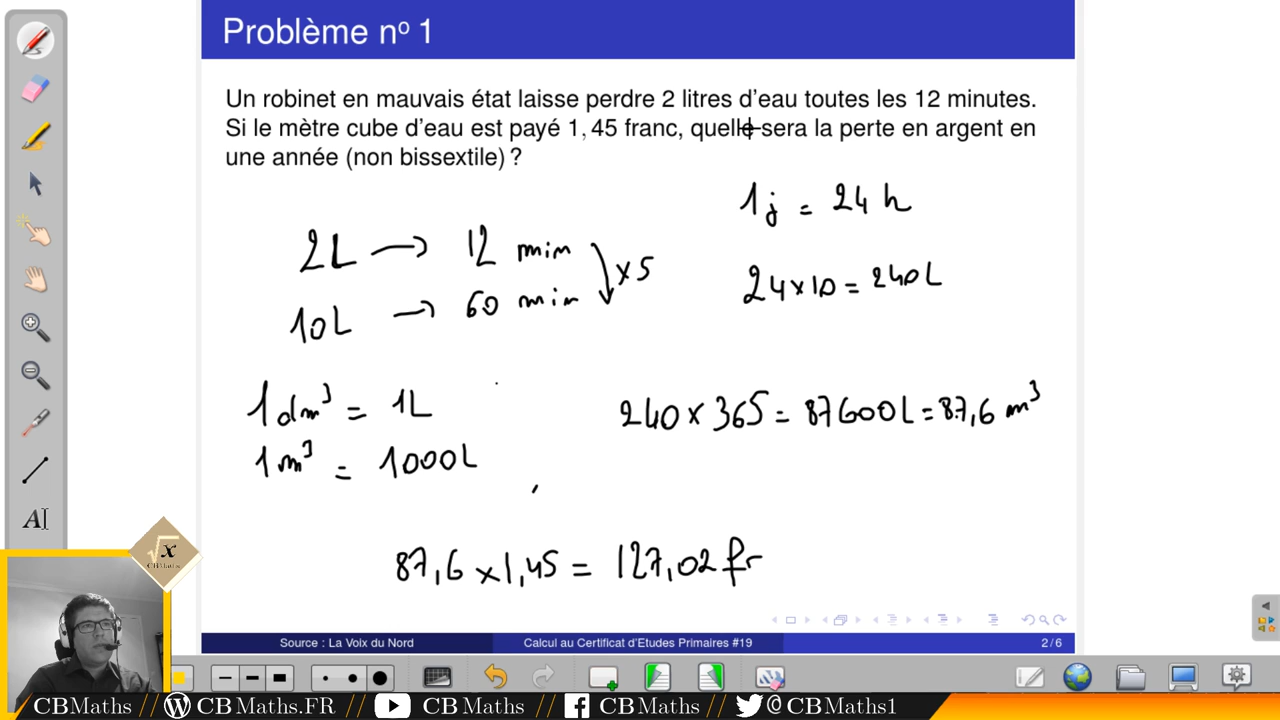 Problème nº 1
Un robinet en mauvais état laisse perdre 2 litres d'eau toutes les 12 minutes.
Si le mètre cube d'eau est payé 1, 45 franc, quelle sera la perte en argent en
une année (non bissextile) ?
1j = 24 h
2L → 12 min
x 5
10L → 60 min
24 x 10 = 240L
1dm³ = 1L
1m³ = 1000L
240 x 365 = 87600L = 87,6 m³
87,6 x 1,45 = 127,02 fr
AI
√x
CBMaths
Source : La Voix du Nord
Calcul au Certificat d'Etudes Primaires #19
2 / 6
CBMaths
CBMaths.FR
CBMaths
CBMaths
@CBMaths1